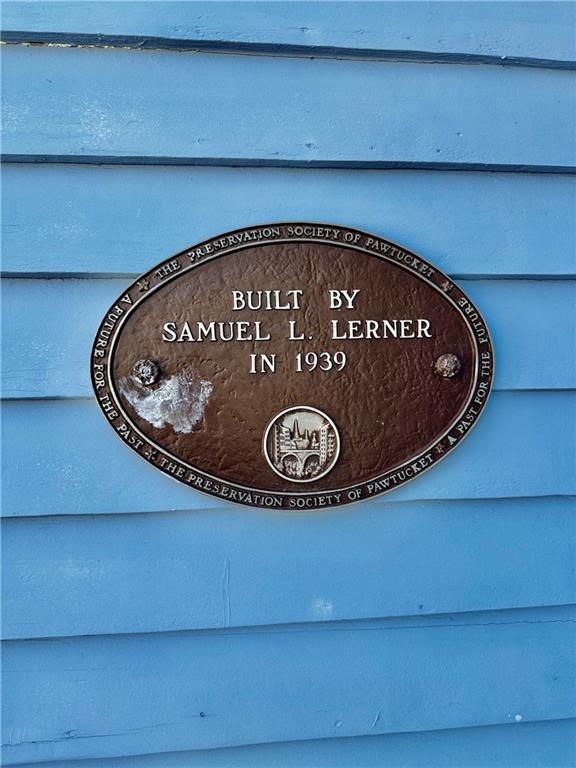 THE PRESERVATION SOCIETY OF PAWTUCKET
A PAST FOR THE FUTURE
THE PRESERVATION SOCIETY OF PAWTUCKET
A FUTURE FOR THE PAST
BUILT BY
SAMUEL L. LERNER
IN 1939